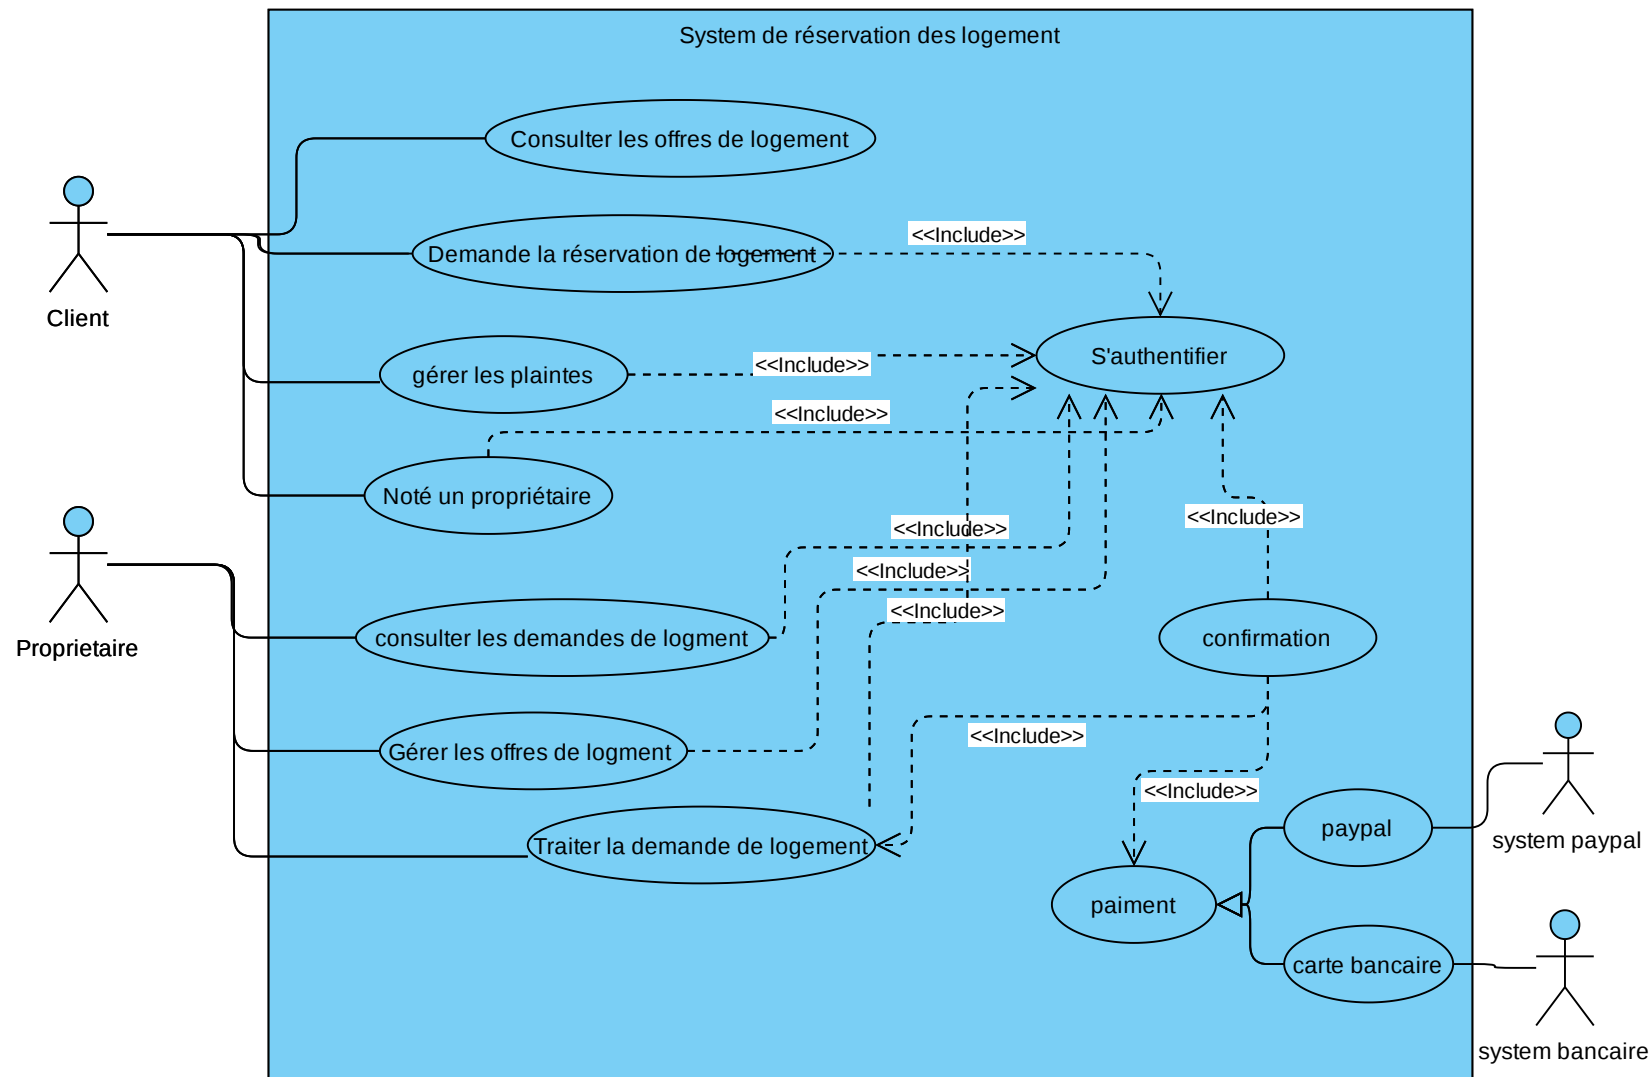 System de réservation des logement
Consulter les offres de logement
Demande la réservation de logement
<<Include>>
Client
gérer les plaintes
<<Include>>
S'authentifier
<<Include>>
Noté un propriétaire
<<Include>>
<<Include>>
<<Include>>
<<Include>>
Proprietaire
consulter les demandes de logment
confirmation
Gérer les offres de logment
<<Include>>
<<Include>>
Traiter la demande de logement
paypal
system paypal
paiment
carte bancaire
system bancaire